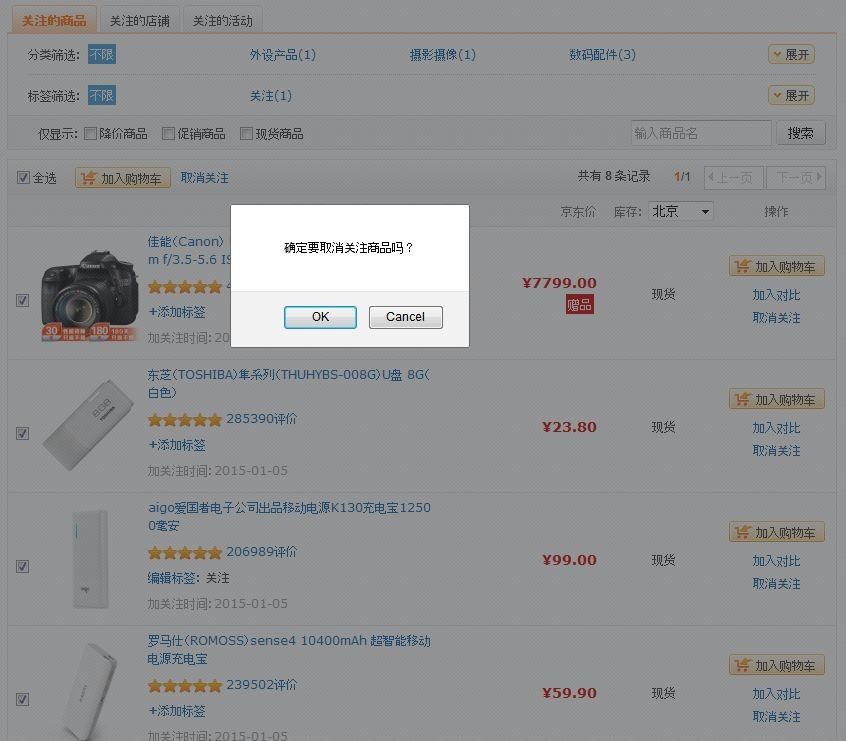 关注的商品 关注的店铺 关注的活动
分类筛选: 不限 外设产品(1) 摄影摄像(1) 数码配件(3) 展开
标签筛选: 不限 关注(1) 展开
仅显示: 降价商品 促销商品 现货商品 输入商品名 搜索
全选 加入购物车 取消关注 共有 8 条记录 1/1 上一页 下一页
京东价 库存: 北京 操作
确定要取消关注商品吗？
OK Cancel
佳能(Canon)
m f/3.5-5.6 IS
+添加标签
加关注时间: 20
¥7799.00
赠品
现货
加入购物车
加入对比
取消关注
30 180
东芝(TOSHIBA)隼系列(THUHYBS-008G)U盘 8G(
白色)
285390评价
+添加标签
加关注时间: 2015-01-05
¥23.80
现货
加入购物车
加入对比
取消关注
8GB
TOSHIBA
aigo爱国者电子公司出品移动电源K130充电宝1250
0毫安
206989评价
编辑标签: 关注
加关注时间: 2015-01-05
¥99.00
现货
加入购物车
加入对比
取消关注
罗马仕(ROMOSS)sense4 10400mAh 超智能移动
电源充电宝
239502评价
+添加标签
加关注时间: 2015-01-05
¥59.90
现货
加入购物车
加入对比
取消关注